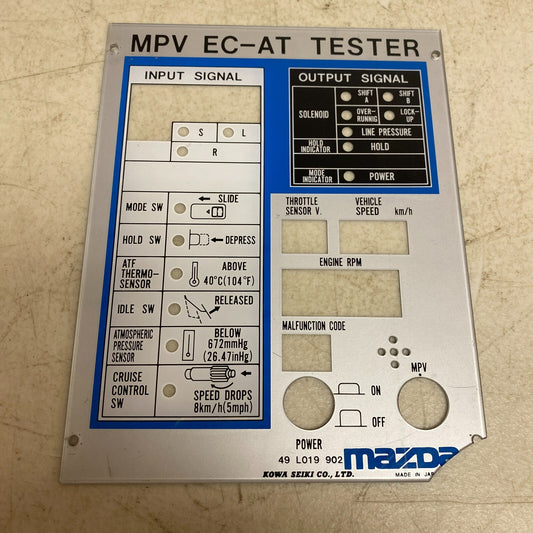 MPV EC-AT TESTER
INPUT SIGNAL
S L
R
MODE SW SLIDE
HOLD SW DEPRESS
ATF THERMO-SENSOR ABOVE 40°C(104°F)
IDLE SW RELEASED
ATMOSPHERIC PRESSURE SENSOR BELOW 672mmHg (26.47inHg)
CRUISE CONTROL SW SPEED DROPS 8km/h(5mph)
OUTPUT SIGNAL
SOLENOID
SHIFT A SHIFT B
OVER-RUNNIG LOCK-UP
LINE PRESSURE
HOLD INDICATOR HOLD
MODE INDICATOR POWER
THROTTLE SENSOR V. VEHICLE SPEED km/h
ENGINE RPM
MALFUNCTION CODE
MPV
ON
OFF
POWER
49 L019 902
mazda
KOWA SEIKI CO., LTD.
MADE IN JAP